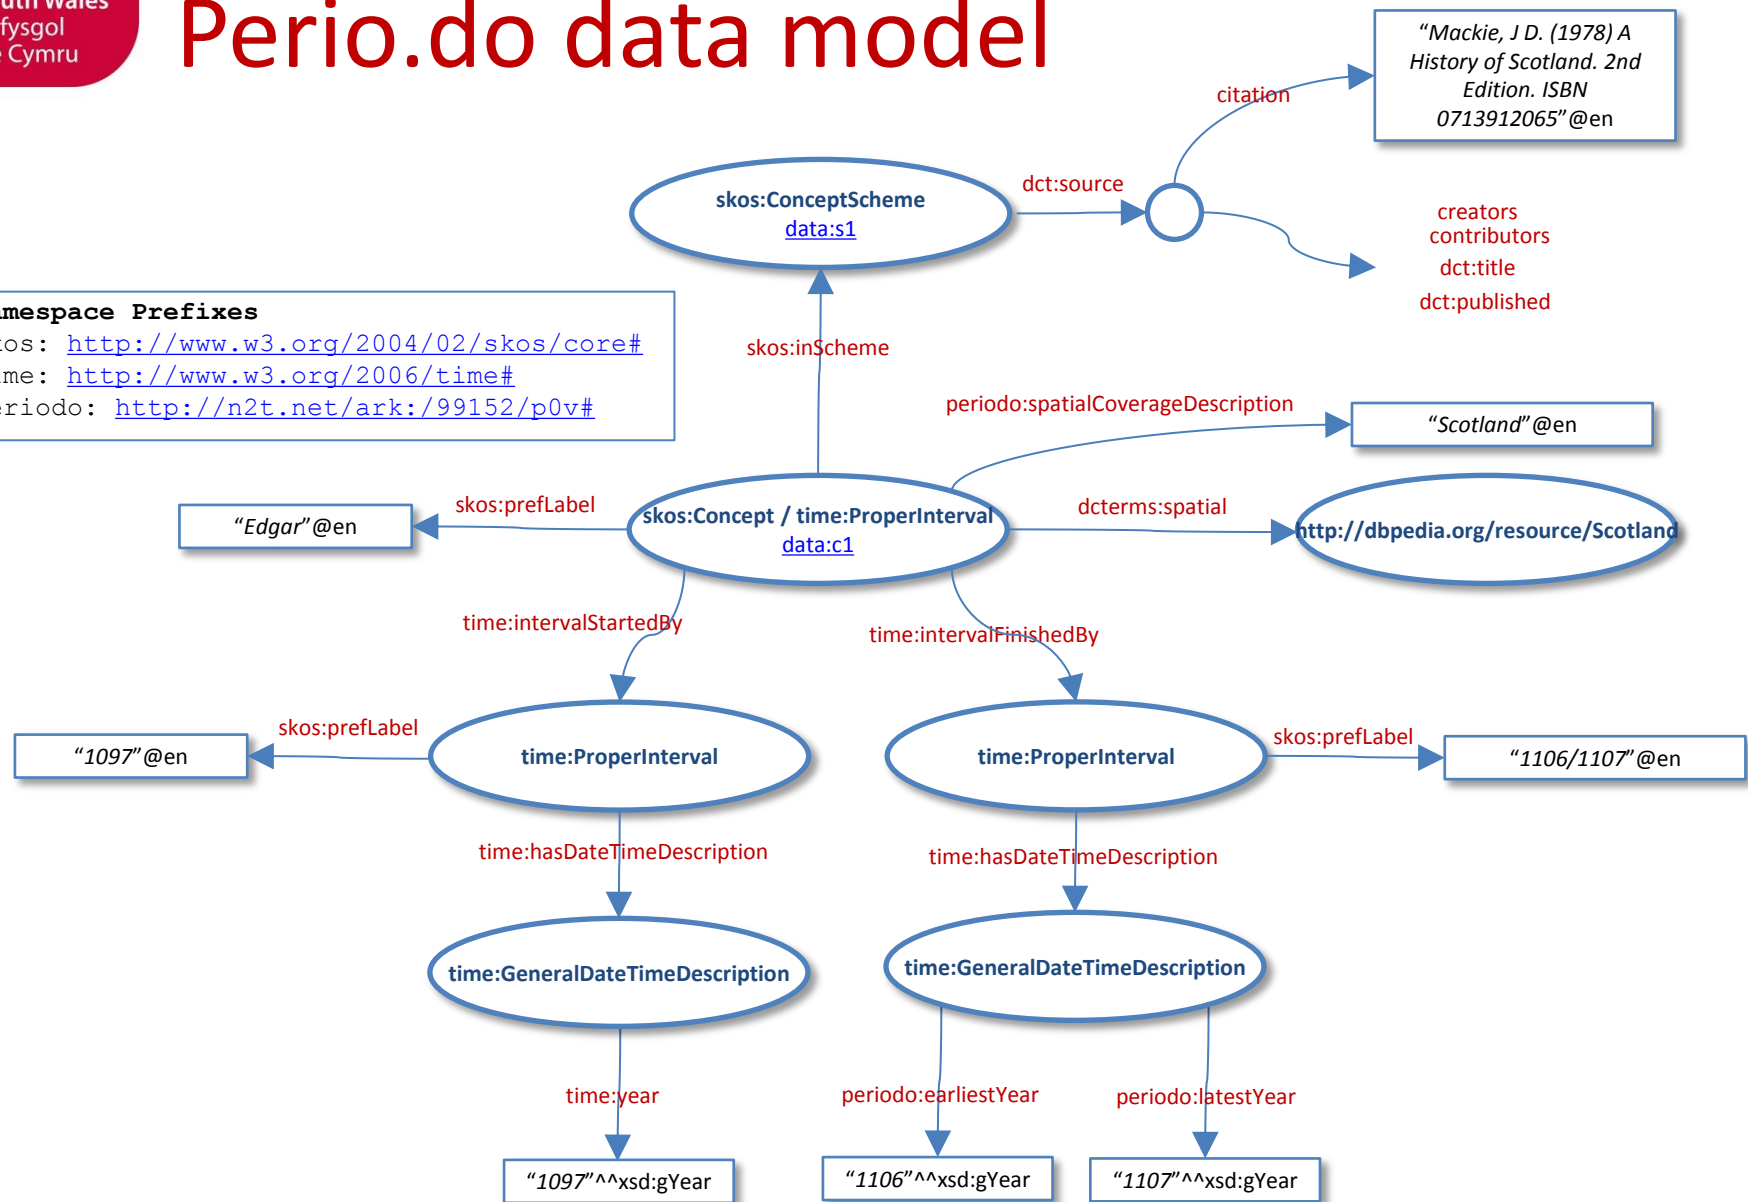 Wales
fysgol
Cymru
Perio.do data model
“Mackie, J D. (1978) A
History of Scotland. 2nd
Edition. ISBN
0713912065”@en
citation
skos:ConceptScheme
data:s1
dct:source
creators
contributors
dct:title
dct:published
Prefixes
http://www.w3.org/2004/02/skos/core#
http://www.w3.org/2006/time#
http://n2t.net/ark:/99152/p0v#
skos:inScheme
periodo:spatialCoverageDescription
“Scotland”@en
“Edgar”@en
skos:prefLabel
skos:Concept / time:ProperInterval
data:c1
dcterms:spatial
http://dbpedia.org/resource/Scotland
time:intervalStartedBy
time:intervalFinishedBy
“1097”@en
skos:prefLabel
time:ProperInterval
time:ProperInterval
skos:prefLabel
“1106/1107”@en
time:hasDateTimeDescription
time:hasDateTimeDescription
time:GeneralDateTimeDescription
time:GeneralDateTimeDescription
time:year
periodo:earliestYear
periodo:latestYear
“1097”^^xsd:gYear
“1106”^^xsd:gYear
“1107”^^xsd:gYear